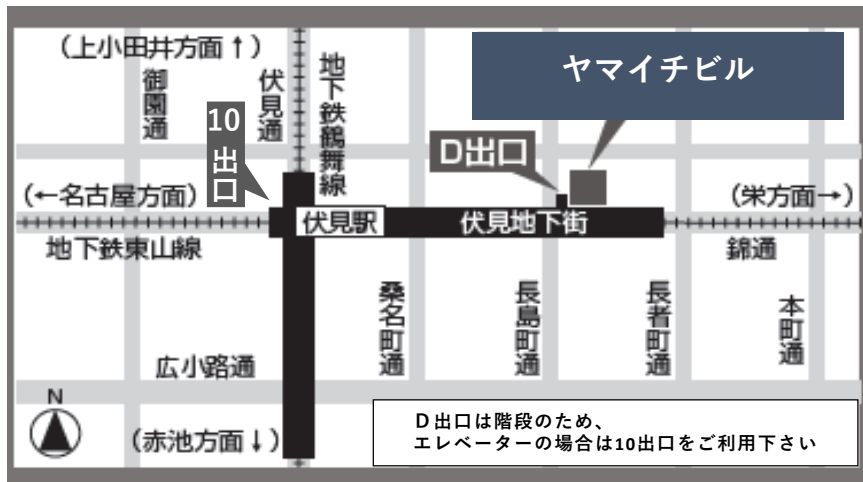 (上小田井方面↑)
御園通
伏見通
地下鉄鶴舞線
ヤマイチビル
10出口
D出口
(←名古屋方面)
(栄方面→)
伏見駅
伏見地下街
地下鉄東山線
錦通
桑名町通
長島町通
長者町通
本町通
広小路通
N
(赤池方面↓)
D出口は階段のため、
エレベーターの場合は10出口をご利用下さい